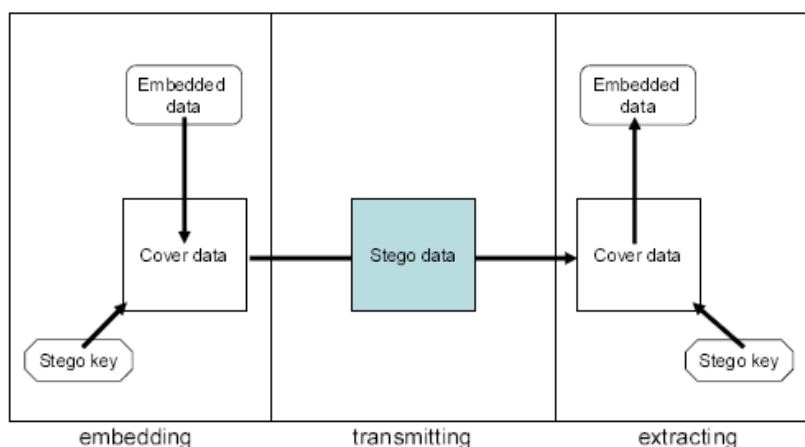 Embedded
data
Embedded
data
Cover data
Stego data
Cover data
Stego key
Stego key
embedding
transmitting
extracting